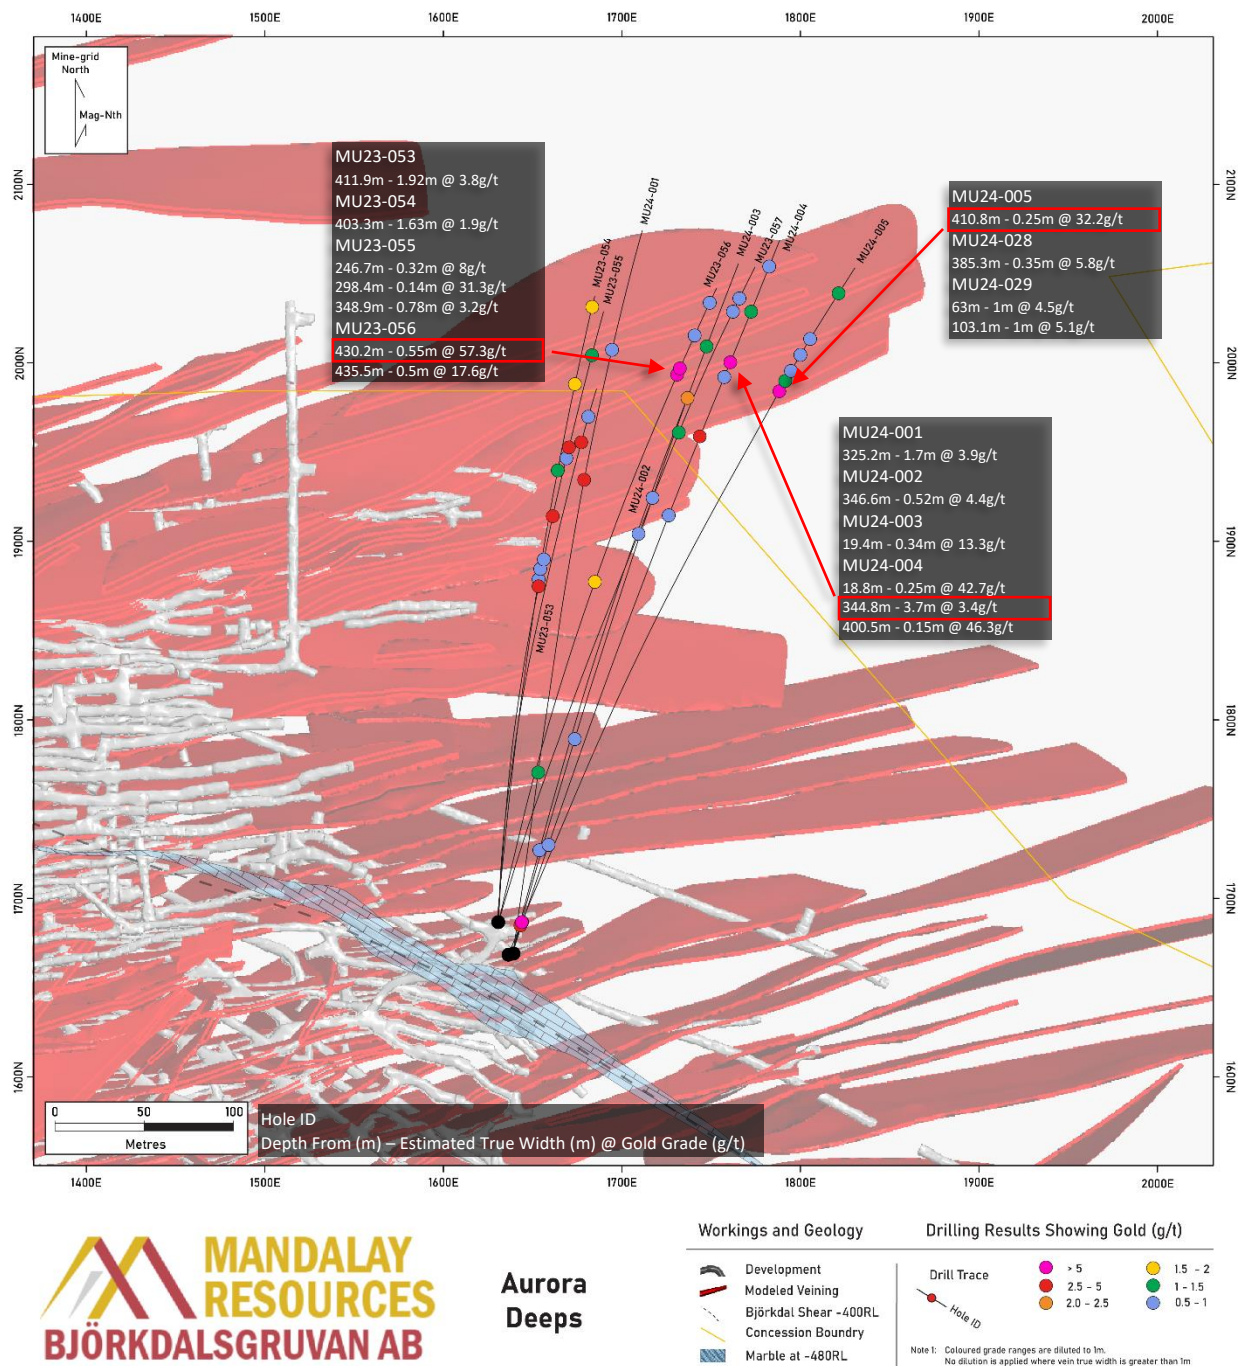 1400E 1500E 1600E 1700E 1800E 1900E 2000E
Mine-grid
North
Mag-Nth
2100N
2000N
1900N
1800N
1700N
1600N
2100N
2000N
1900N
1800N
1700N
1600N
MU23-053
411.9m - 1.92m @ 3.8g/t
MU23-054
403.3m - 1.63m @ 1.9g/t
MU23-055
246.7m - 0.32m @ 8g/t
298.4m - 0.14m @ 31.3g/t
348.9m - 0.78m @ 3.2g/t
MU23-056
430.2m - 0.55m @ 57.3g/t
435.5m - 0.5m @ 17.6g/t
MU24-005
410.8m - 0.25m @ 32.2g/t
MU24-028
385.3m - 0.35m @ 5.8g/t
MU24-029
63m - 1m @ 4.5g/t
103.1m - 1m @ 5.1g/t
MU24-001
325.2m - 1.7m @ 3.9g/t
MU24-002
346.6m - 0.52m @ 4.4g/t
MU24-003
19.4m - 0.34m @ 13.3g/t
MU24-004
18.8m - 0.25m @ 42.7g/t
344.8m - 3.7m @ 3.4g/t
400.5m - 0.15m @ 46.3g/t
MU23-054
MU23-055
MU24-001
MU23-056
MU24-003
MU23-057
MU24-004
MU24-005
MU24-002
MU23-053
0 50 100
Metres
Hole ID
Depth From (m) – Estimated True Width (m) @ Gold Grade (g/t)
1400E 1500E 1600E 1700E 1800E 1900E 2000E
MANDALAY
RESOURCES
BJÖRKDALSGRUVAN AB
Aurora
Deeps
Workings and Geology
Development
Modeled Veining
Björkdal Shear -400RL
Concession Boundry
Marble at -480RL
Drilling Results Showing Gold (g/t)
Drill Trace
Hole ID
> 5
2.5 - 5
2.0 - 2.5
1.5 - 2
1 - 1.5
0.5 - 1
Note 1: Coloured grade ranges are diluted to 1m.
No dilution is applied where vein true width is greater than 1m